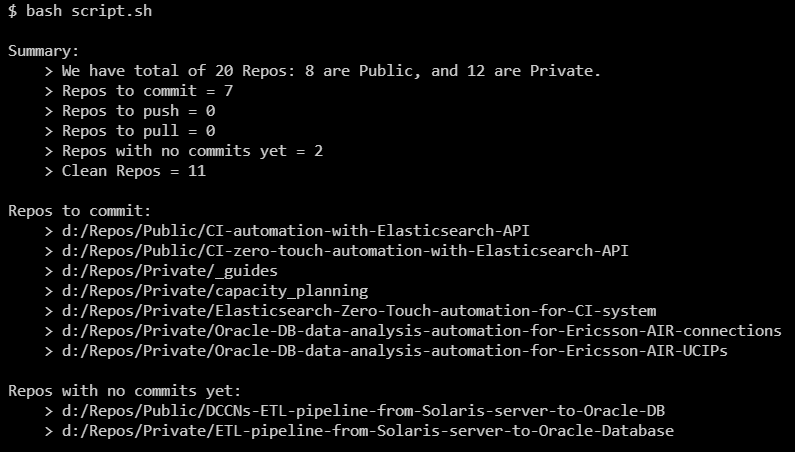 $ bash script.sh
Summary:
> We have total of 20 Repos: 8 are Public, and 12 are Private.
> Repos to commit = 7
> Repos to push = 0
> Repos to pull = 0
> Repos with no commits yet = 2
> Clean Repos = 11
Repos to commit:
> d:/Repos/Public/CI-automation-with-Elasticsearch-API
> d:/Repos/Public/CI-zero-touch-automation-with-Elasticsearch-API
> d:/Repos/Private/_guides
> d:/Repos/Private/capacity_planning
> d:/Repos/Private/Elasticsearch-Zero-Touch-automation-for-CI-system
> d:/Repos/Private/Oracle-DB-data-analysis-automation-for-Ericsson-AIR-connections
> d:/Repos/Private/Oracle-DB-data-analysis-automation-for-Ericsson-AIR-UCIPs
Repos with no commits yet:
> d:/Repos/Public/DCCNs-ETL-pipeline-from-Solaris-server-to-Oracle-DB
> d:/Repos/Private/ETL-pipeline-from-Solaris-server-to-Oracle-Database